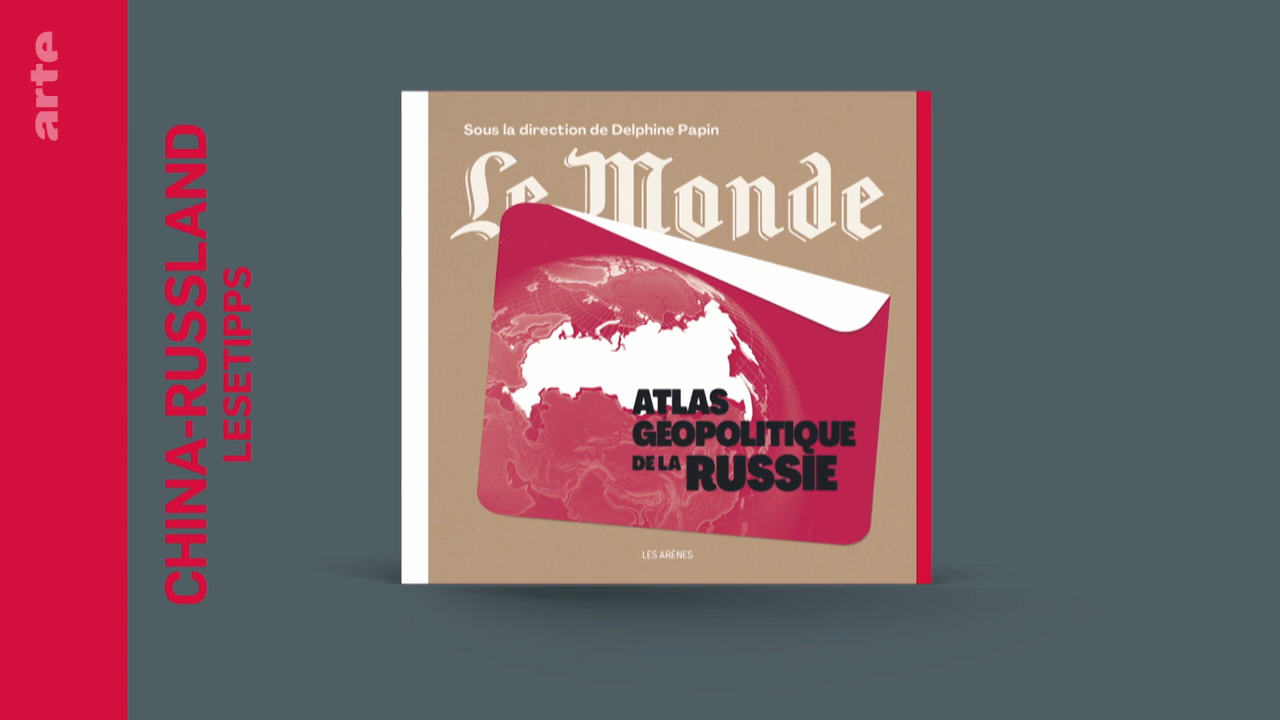 arte
CHINA-RUSSLAND
LESETIPPS
Sous la direction de Delphine Papin
Le Monde
ATLAS
GÉOPOLITIQUE
DE LA RUSSIE
LES ARÈNES